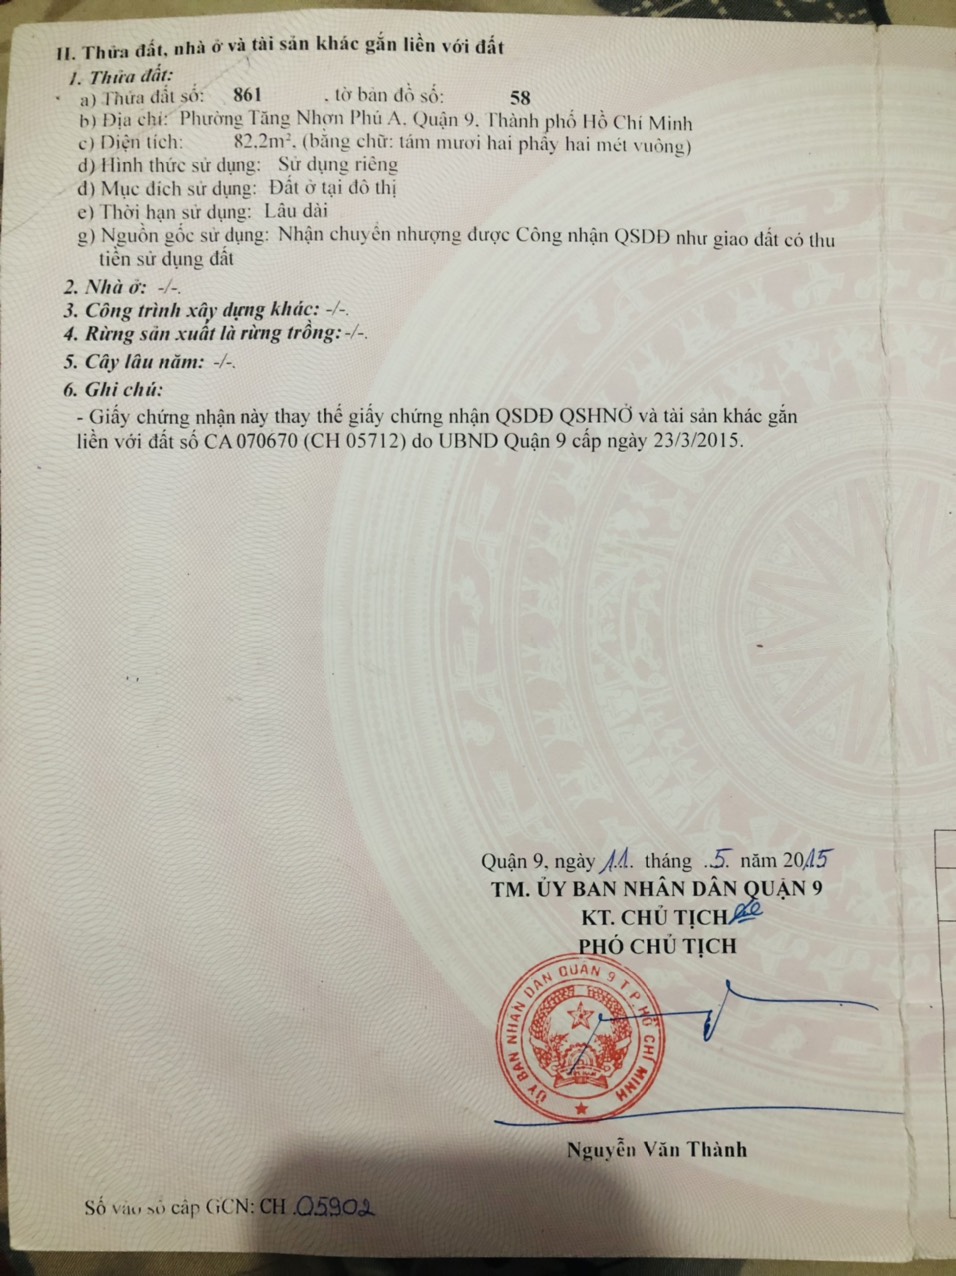 II. Thửa đất, nhà ở và tài sản khác gắn liền với đất
1. Thửa đất:
a) Thửa đất số: 861 , tờ bản đồ số: 58
b) Địa chỉ: Phường Tăng Nhơn Phú A, Quận 9, Thành phố Hồ Chí Minh
c) Diện tích: 82,2m², (bằng chữ: tám mươi hai phẩy hai mét vuông)
d) Hình thức sử dụng: Sử dụng riêng
đ) Mục đích sử dụng: Đất ở tại đô thị
e) Thời hạn sử dụng: Lâu dài
g) Nguồn gốc sử dụng: Nhận chuyển nhượng được Công nhận QSDĐ như giao đất có thu
tiền sử dụng đất
2. Nhà ở: -/-.
3. Công trình xây dựng khác: -/-.
4. Rừng sản xuất là rừng trồng: -/-.
5. Cây lâu năm: -/-.
6. Ghi chú:
- Giấy chứng nhận này thay thế giấy chứng nhận QSDĐ QSHNỞ và tài sản khác gắn
liền với đất số CA 070670 (CH 05712) do UBND Quận 9 cấp ngày 23/3/2015.
Quận 9, ngày 11. tháng .5. năm 2015
TM. ỦY BAN NHÂN DÂN QUẬN 9
KT. CHỦ TỊCH
PHÓ CHỦ TỊCH
ỦY BAN NHÂN DÂN QUẬN 9 T.P. HỒ CHÍ MINH
Nguyễn Văn Thành
Số vào sổ cấp GCN: CH .05902